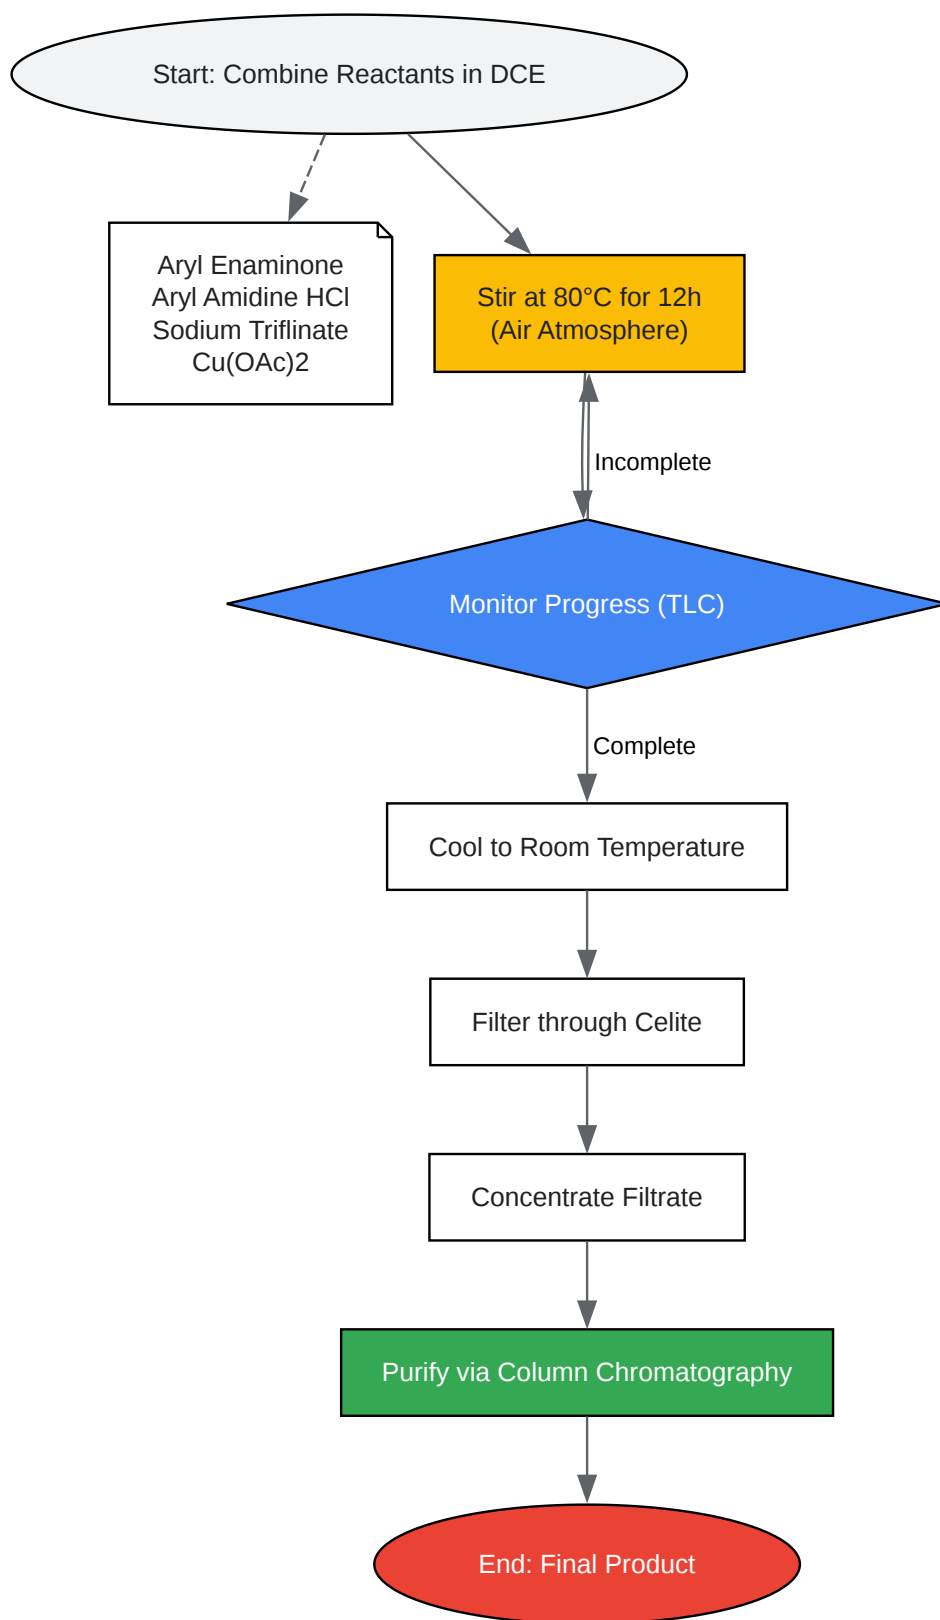 Start: Combine Reactants in DCE
Aryl Enaminone
Aryl Amidine HCl
Sodium Triflinate
Cu(OAc)2
Stir at 80°C for 12h
(Air Atmosphere)
Incomplete
Monitor Progress (TLC)
Complete
Cool to Room Temperature
Filter through Celite
Concentrate Filtrate
Purify via Column Chromatography
End: Final Product